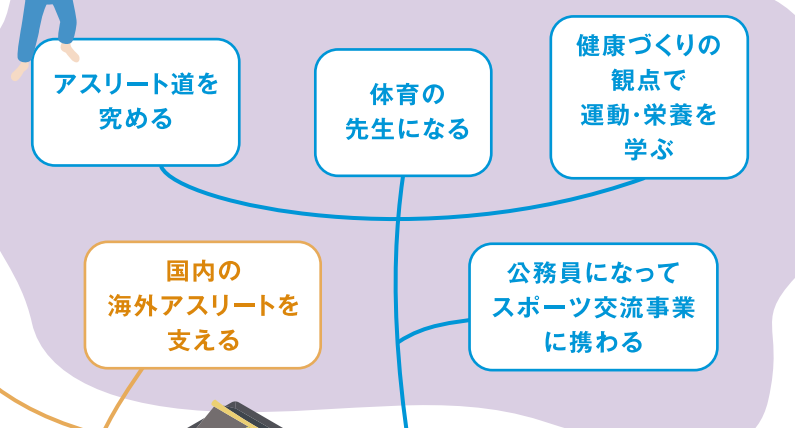 アスリート道を
究める
体育の
先生になる
健康づくりの
観点で
運動・栄養を
学ぶ
国内の
海外アスリートを
支える
公務員になって
スポーツ交流事業
に携わる